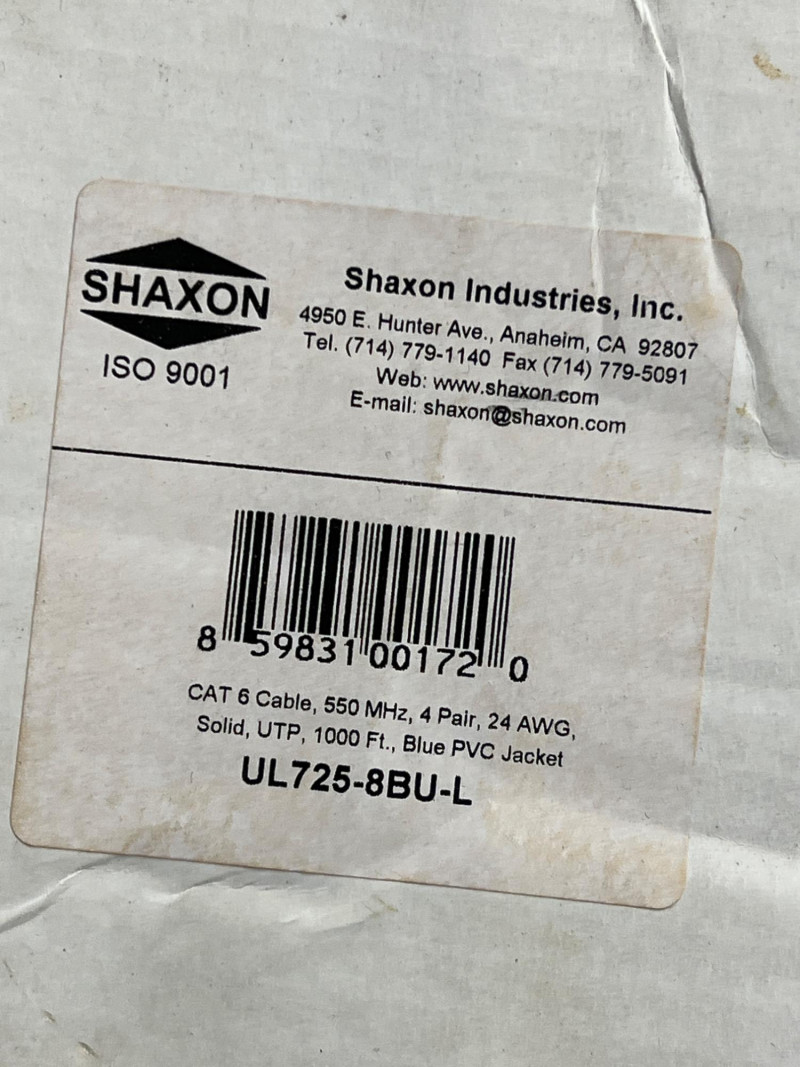 SHAXON
ISO 9001
Shaxon Industries, Inc.
4950 E. Hunter Ave., Anaheim, CA 92807
Tel. (714) 779-1140 Fax (714) 779-5091
Web: www.shaxon.com
E-mail: shaxon@shaxon.com
8 59831 00172 0
CAT 6 Cable, 550 MHz, 4 Pair, 24 AWG,
Solid, UTP, 1000 Ft., Blue PVC Jacket
UL725-8BU-L